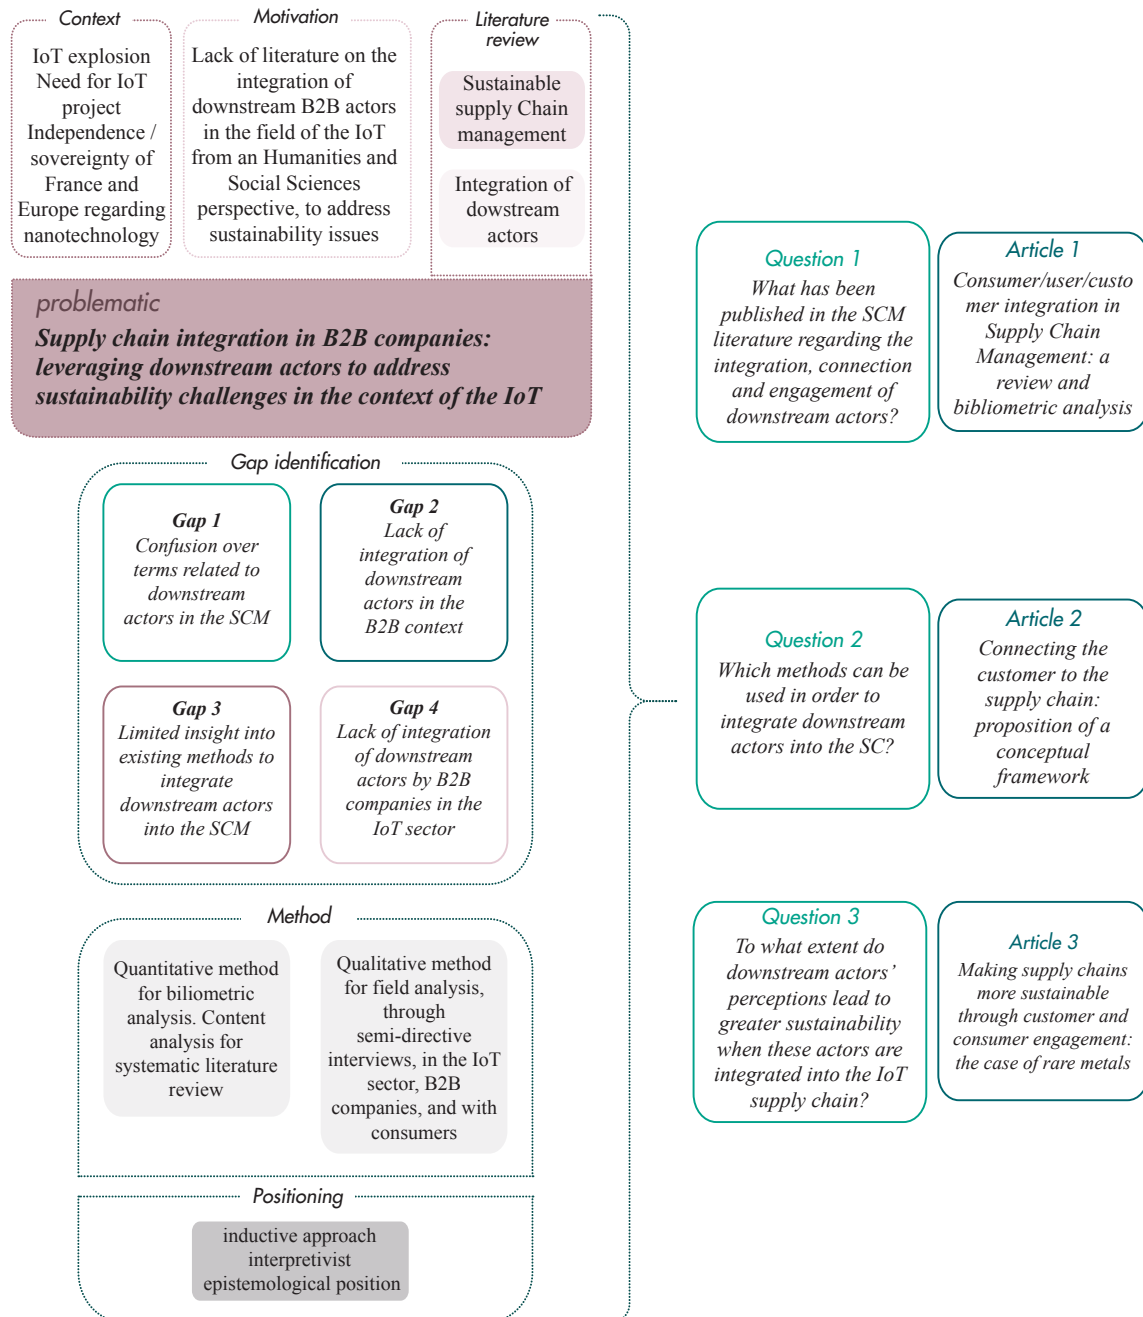 Context
IoT explosion
Need for IoT
project
Independence /
sovereignty of
France and
Europe regarding
nanotechnology
Motivation
Lack of literature on the
integration of
downstream B2B actors
in the field of the IoT
from an Humanities and
Social Sciences
perspective, to address
sustainability issues
Literature
review
Sustainable
supply Chain
management
Integration of
dowstream
actors
problematic
Supply chain integration in B2B companies:
leveraging downstream actors to address
sustainability challenges in the context of the IoT
Gap identification
Gap 1
Confusion over
terms related to
downstream
actors in the SCM
Gap 2
Lack of
integration of
downstream
actors in the
B2B context
Gap 3
Limited insight into
existing methods to
integrate
downstream actors
into the SCM
Gap 4
Lack of integration
of downstream
actors by B2B
companies in the
IoT sector
Method
Quantitative method
for biliometric
analysis. Content
analysis for
systematic literature
review
Qualitative method
for field analysis,
through
semi-directive
interviews, in the IoT
sector, B2B
companies, and with
consumers
Positioning
inductive approach
interpretivist
epistemological position
Question 1
What has been
published in the SCM
literature regarding the
integration, connection
and engagement of
downstream actors?
Article 1
Consumer/user/custo
mer integration in
Supply Chain
Management: a
review and
bibliometric analysis
Question 2
Which methods can be
used in order to
integrate downstream
actors into the SC?
Article 2
Connecting the
customer to the
supply chain:
proposition of a
conceptual
framework
Question 3
To what extent do
downstream actors’
perceptions lead to
greater sustainability
when these actors are
integrated into the IoT
supply chain?
Article 3
Making supply chains
more sustainable
through customer and
consumer engagement:
the case of rare metals